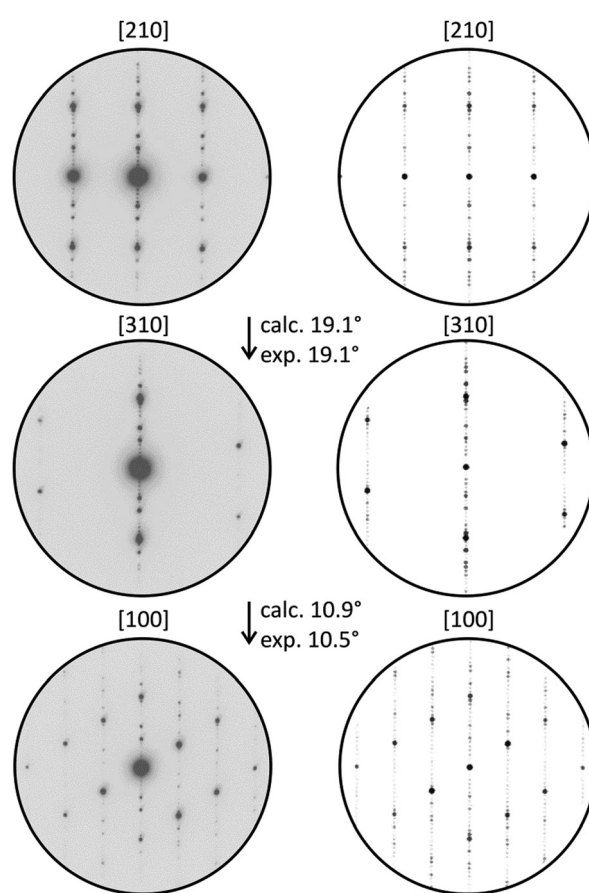 [210] [210]
[310] calc. 19.1° [310]
exp. 19.1°
[100] calc. 10.9° [100]
exp. 10.5°